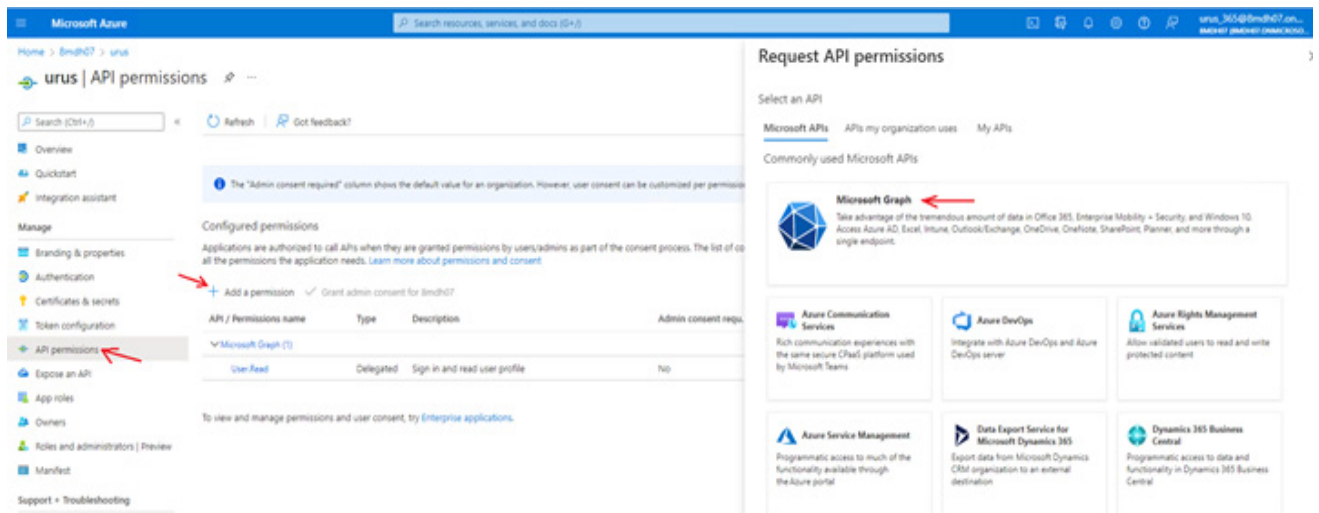 Microsoft Azure
Search resources, services, and docs (G+/)
urus_365@8mdh07.on...
8MDH07 (8MDH07.ONMICROSO...
Home > 8mdh07 > urus
urus | API permissions
Search (Ctrl+/)
Overview
Quickstart
Integration assistant
Manage
Branding & properties
Authentication
Certificates & secrets
Token configuration
API permissions
Expose an API
App roles
Owners
Roles and administrators | Preview
Manifest
Support + Troubleshooting
Refresh
Got feedback?
The "Admin consent required" column shows the default value for an organization. However, user consent can be customized per permission
Configured permissions
Applications are authorized to call APIs when they are granted permissions by users/admins as part of the consent process. The list of co
all the permissions the application needs. Learn more about permissions and consent
Add a permission
Grant admin consent for 8mdh07
API / Permissions name Type Description Admin consent requ.
Microsoft Graph (1)
User.Read Delegated Sign in and read user profile No
To view and manage permissions and user consent, try Enterprise applications.
Request API permissions
Select an API
Microsoft APIs APIs my organization uses My APIs
Commonly used Microsoft APIs
Microsoft Graph
Take advantage of the tremendous amount of data in Office 365, Enterprise Mobility + Security, and Windows 10.
Access Azure AD, Excel, Intune, Outlook/Exchange, OneDrive, OneNote, SharePoint, Planner, and more through a
single endpoint.
Azure Communication
Services
Rich communication experiences with
the same secure CPaaS platform used
by Microsoft Teams
Azure DevOps
Integrate with Azure DevOps and Azure
DevOps server
Azure Rights Management
Services
Allow validated users to read and write
protected content
Azure Service Management
Programmatic access to much of the
functionality available through
the Azure portal
Data Export Service for
Microsoft Dynamics 365
Export data from Microsoft Dynamics
CRM organization to an external
destination
Dynamics 365 Business
Central
Programmatic access to data and
functionality in Dynamics 365 Business
Central